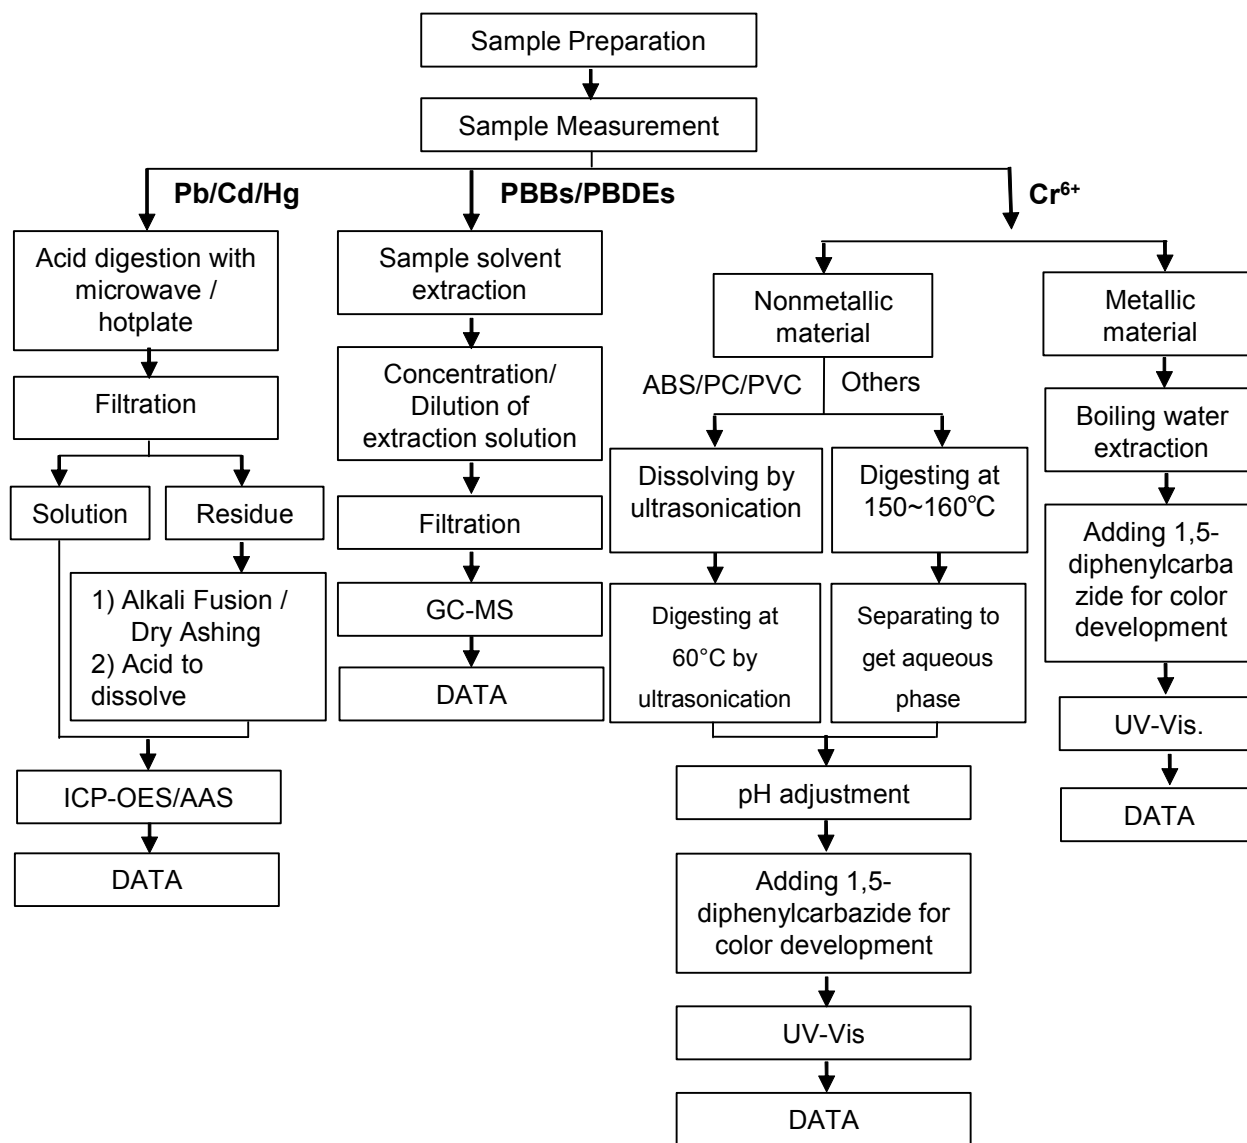 Sample Preparation
Sample Measurement
Pb/Cd/Hg
PBBs/PBDEs
Cr⁶⁺
Acid digestion with
microwave /
hotplate
Filtration
Solution
Residue
1) Alkali Fusion /
Dry Ashing
2) Acid to
dissolve
ICP-OES/AAS
DATA
Sample solvent
extraction
Concentration/
Dilution of
extraction solution
Filtration
GC-MS
DATA
Nonmetallic
material
ABS/PC/PVC
Others
Dissolving by
ultrasonication
Digesting at
60°C by
ultrasonication
Digesting at
150~160℃
Separating to
get aqueous
phase
pH adjustment
Adding 1,5-
diphenylcarbazide for
color development
UV-Vis
DATA
Metallic
material
Boiling water
extraction
Adding 1,5-
diphenylcarba
zide for color
development
UV-Vis.
DATA